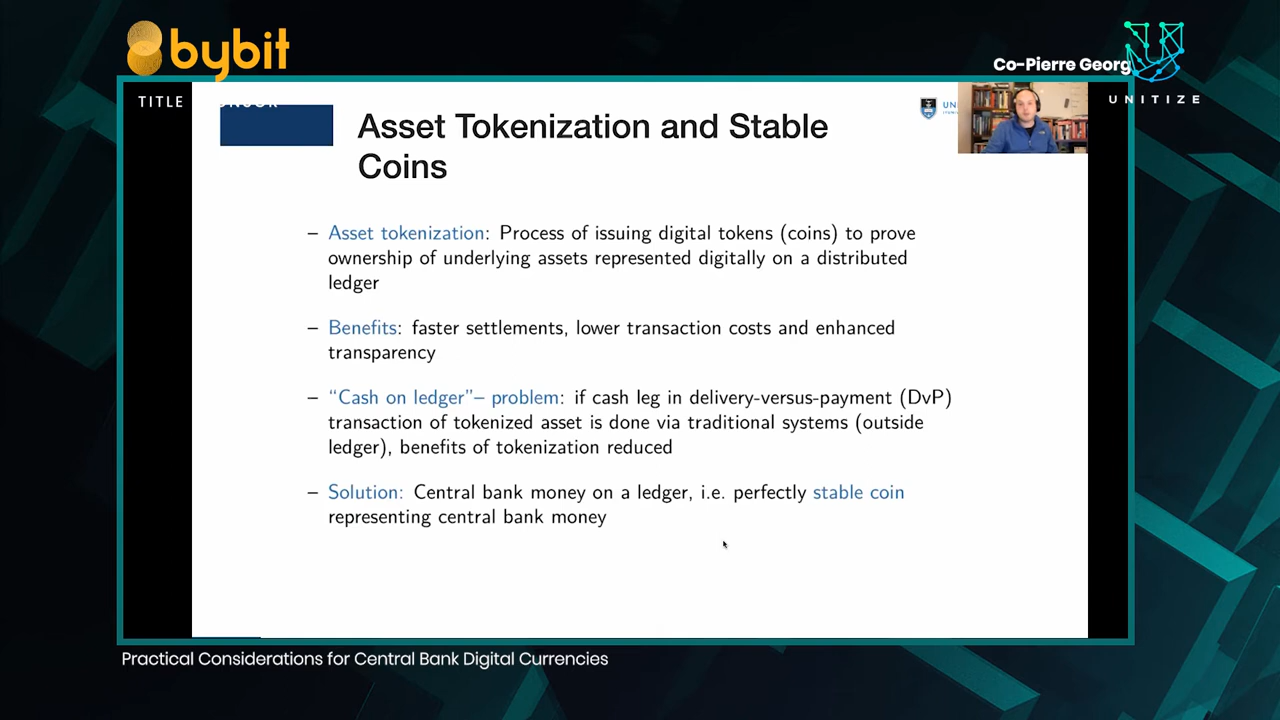 bybit
Co-Pierre Georg
UNITIZE
TITLE
Asset Tokenization and Stable
Coins
– Asset tokenization: Process of issuing digital tokens (coins) to prove
ownership of underlying assets represented digitally on a distributed
ledger
– Benefits: faster settlements, lower transaction costs and enhanced
transparency
– “Cash on ledger”– problem: if cash leg in delivery-versus-payment (DvP)
transaction of tokenized asset is done via traditional systems (outside
ledger), benefits of tokenization reduced
– Solution: Central bank money on a ledger, i.e. perfectly stable coin
representing central bank money
Practical Considerations for Central Bank Digital Currencies